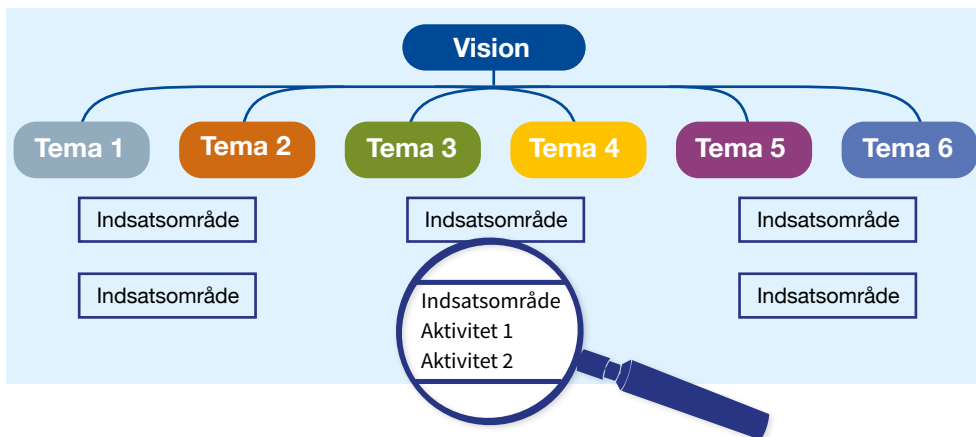 Vision
Tema 1
Tema 2
Tema 3
Tema 4
Tema 5
Tema 6
Indsatsområde
Indsatsområde
Indsatsområde
Indsatsområde
Indsatsområde
Indsatsområde
Aktivitet 1
Aktivitet 2